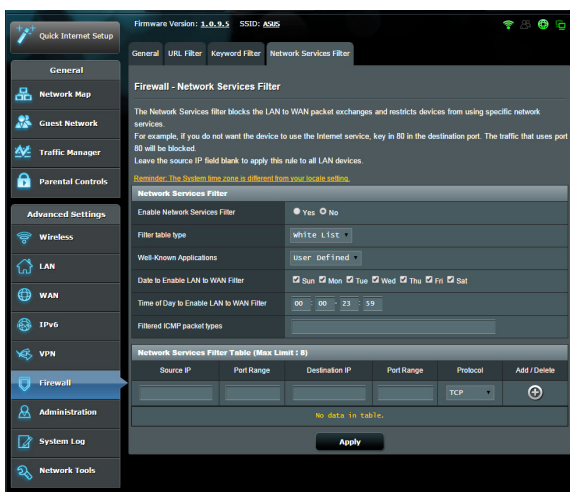 Firmware Version: 1.0.9.5 SSID: ASUS
Quick Internet Setup
General
Network Map
Guest Network
Traffic Manager
Parental Controls
Advanced Settings
Wireless
LAN
WAN
IPv6
VPN
Firewall
Administration
System Log
Network Tools
General URL Filter Keyword Filter Network Services Filter
Firewall - Network Services Filter
The Network Services filter blocks the LAN to WAN packet exchanges and restricts devices from using specific network
services.
For example, if you do not want the device to use the Internet service, key in 80 in the destination port. The traffic that uses port
80 will be blocked.
Leave the source IP field blank to apply this rule to all LAN devices.
Reminder: The System time zone is different from your locale setting.
Network Services Filter
Enable Network Services Filter Yes No
Filter table type White List
Well-Known Applications User Defined
Date to Enable LAN to WAN Filter Sun Mon Tue Wed Thu Fri Sat
Time of Day to Enable LAN to WAN Filter 00 : 00 - 23 : 59
Filtered ICMP packet types
Network Services Filter Table (Max Limit : 8)
Source IP Port Range Destination IP Port Range Protocol Add / Delete
TCP
No data in table.
Apply